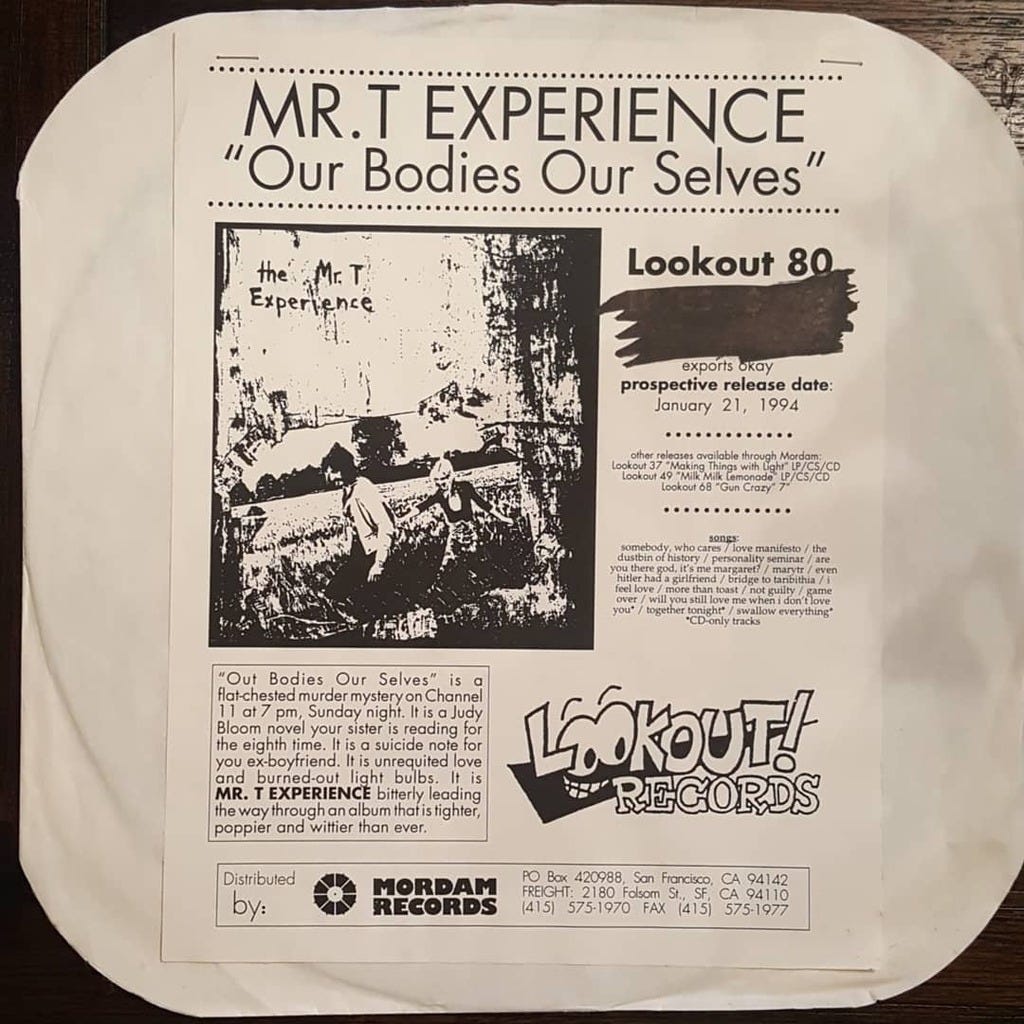 MR.T EXPERIENCE
“Our Bodies Our Selves”
the Mr. T
Experience
Lookout 80
exports okay
prospective release date:
January 21, 1994
other releases available through Mordam:
Lookout 37 "Making Things with Light" LP/CS/CD
Lookout 49 "Milk Milk Lemonade" LP/CS/CD
Lookout 68 "Gun Crazy" 7"
songs:
somebody, who cares / love manifesto / the
dustbin of history / personality seminar / are
you there god, it's me margaret? / marytr / even
hitler had a girlfriend / bridge to taribithia / i
feel love / more than toast / not guilty / game
over / will you still love me when i don't love
you* / together tonight* / swallow everything*
*CD-only tracks
“Out Bodies Our Selves” is a
flat-chested murder mystery on Channel
11 at 7 pm, Sunday night. It is a Judy
Bloom novel your sister is reading for
the eighth time. It is a suicide note for
you ex-boyfriend. It is unrequited love
and burned-out light bulbs. It is
MR. T EXPERIENCE bitterly leading
the way through an album that is tighter,
poppier and wittier than ever.
LOOKOUT!
RECORDS
Distributed
by:
MORDAM
RECORDS
PO Box 420988, San Francisco, CA 94142
FREIGHT: 2180 Folsom St., SF, CA 94110
(415) 575-1970 FAX (415) 575-1977